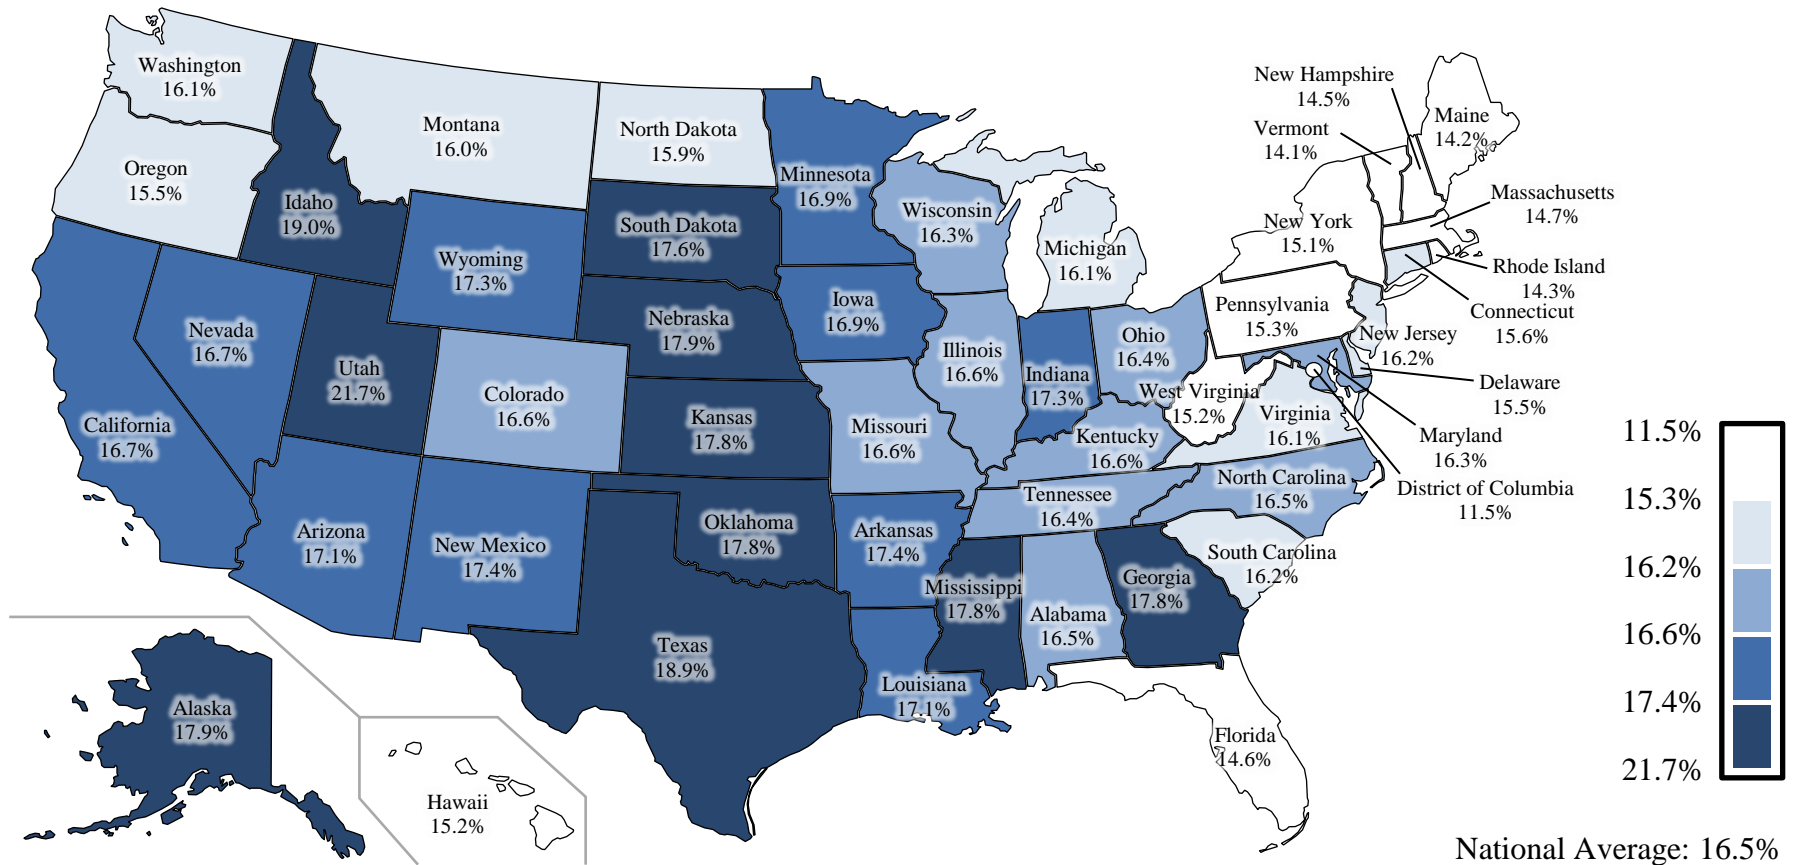 Washington
16.1%
Oregon
15.5%
Idaho
19.0%
Montana
16.0%
North Dakota
15.9%
Minnesota
16.9%
South Dakota
17.6%
Wyoming
17.3%
Wisconsin
16.3%
Michigan
16.1%
New Hampshire
14.5%
Vermont
14.1%
Maine
14.2%
Massachusetts
14.7%
New York
15.1%
Rhode Island
14.3%
Connecticut
15.6%
Pennsylvania
15.3%
New Jersey
16.2%
Delaware
15.5%
Maryland
16.3%
District of Columbia
11.5%
Nevada
16.7%
Utah
21.7%
California
16.7%
Colorado
16.6%
Nebraska
17.9%
Iowa
16.9%
Illinois
16.6%
Indiana
17.3%
Ohio
16.4%
West Virginia
15.2%
Virginia
16.1%
Kansas
17.8%
Missouri
16.6%
Kentucky
16.6%
Tennessee
16.4%
North Carolina
16.5%
South Carolina
16.2%
Arizona
17.1%
New Mexico
17.4%
Oklahoma
17.8%
Arkansas
17.4%
Mississippi
17.8%
Alabama
16.5%
Georgia
17.8%
Texas
18.9%
Louisiana
17.1%
Florida
14.6%
Alaska
17.9%
Hawaii
15.2%
11.5%
15.3%
16.2%
16.6%
17.4%
21.7%
National Average: 16.5%